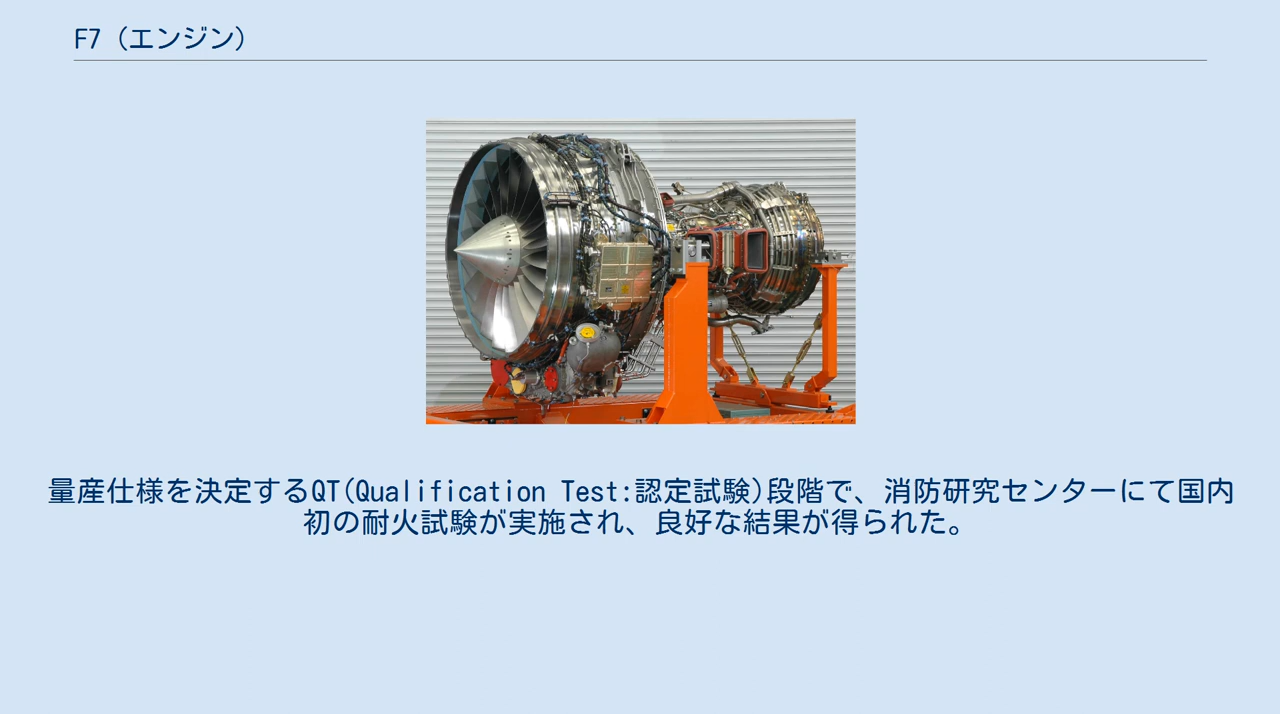 F7（エンジン）
量産仕様を決定するQT(Qualification Test:認定試験)段階で、消防研究センターにて国内
初の耐火試験が実施され、良好な結果が得られた。